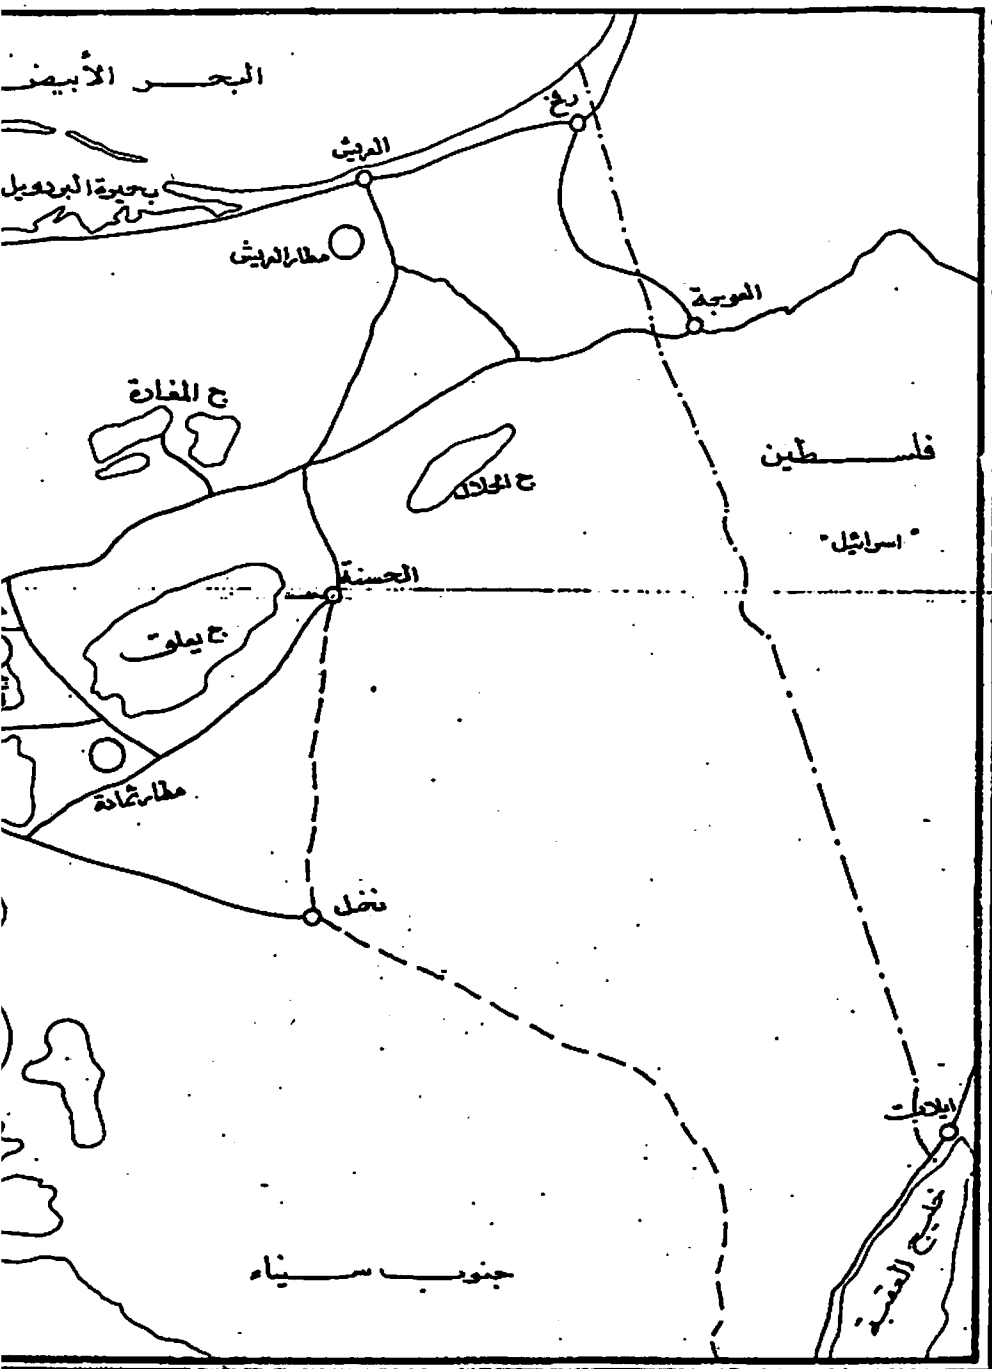 البحر الأبيض
رفح
العريش
بحيرة البردويل
مطار العريش
العوجة
ج المغارة
فلسطين
ج الحلال
"اسرائيل"
الحسنة
ج يعلق
مطار ثمادة
نخل
ايلات
خليج العقبة
جنوب سيناء